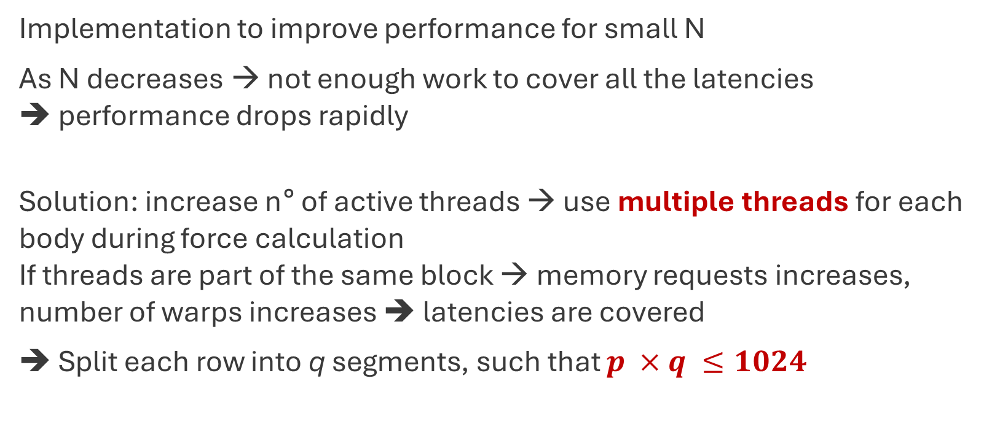 Implementation to improve performance for small N
As N decreases → not enough work to cover all the latencies
➔ performance drops rapidly
Solution: increase n° of active threads → use multiple threads for each
body during force calculation
If threads are part of the same block → memory requests increases,
number of warps increases ➔ latencies are covered
➔ Split each row into q segments, such that p × q ≤ 1024